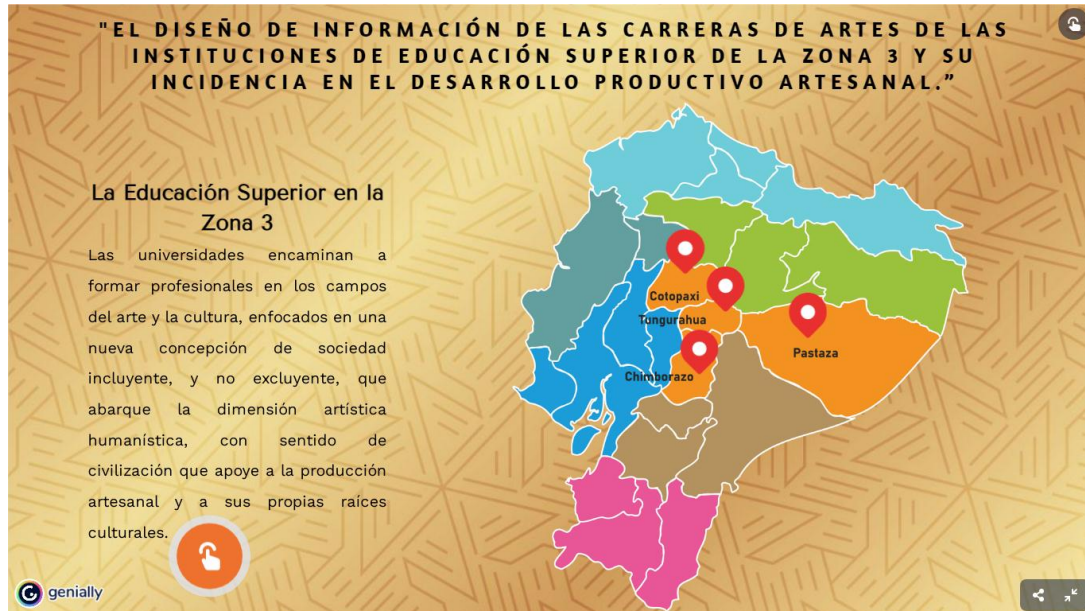 "EL DISEÑO DE INFORMACIÓN DE LAS CARRERAS DE ARTES DE LAS
INSTITUCIONES DE EDUCACIÓN SUPERIOR DE LA ZONA 3 Y SU
INCIDENCIA EN EL DESARROLLO PRODUCTIVO ARTESANAL.”
La Educación Superior en la
Zona 3
Las universidades encaminan a
formar profesionales en los campos
del arte y la cultura, enfocados en una
nueva concepción de sociedad
incluyente, y no excluyente, que
abarque la dimensión artística
humanística, con sentido de
civilización que apoye a la producción
artesanal y a sus propias raíces
culturales.
Cotopaxi
Tungurahua
Pastaza
Chimborazo
genially